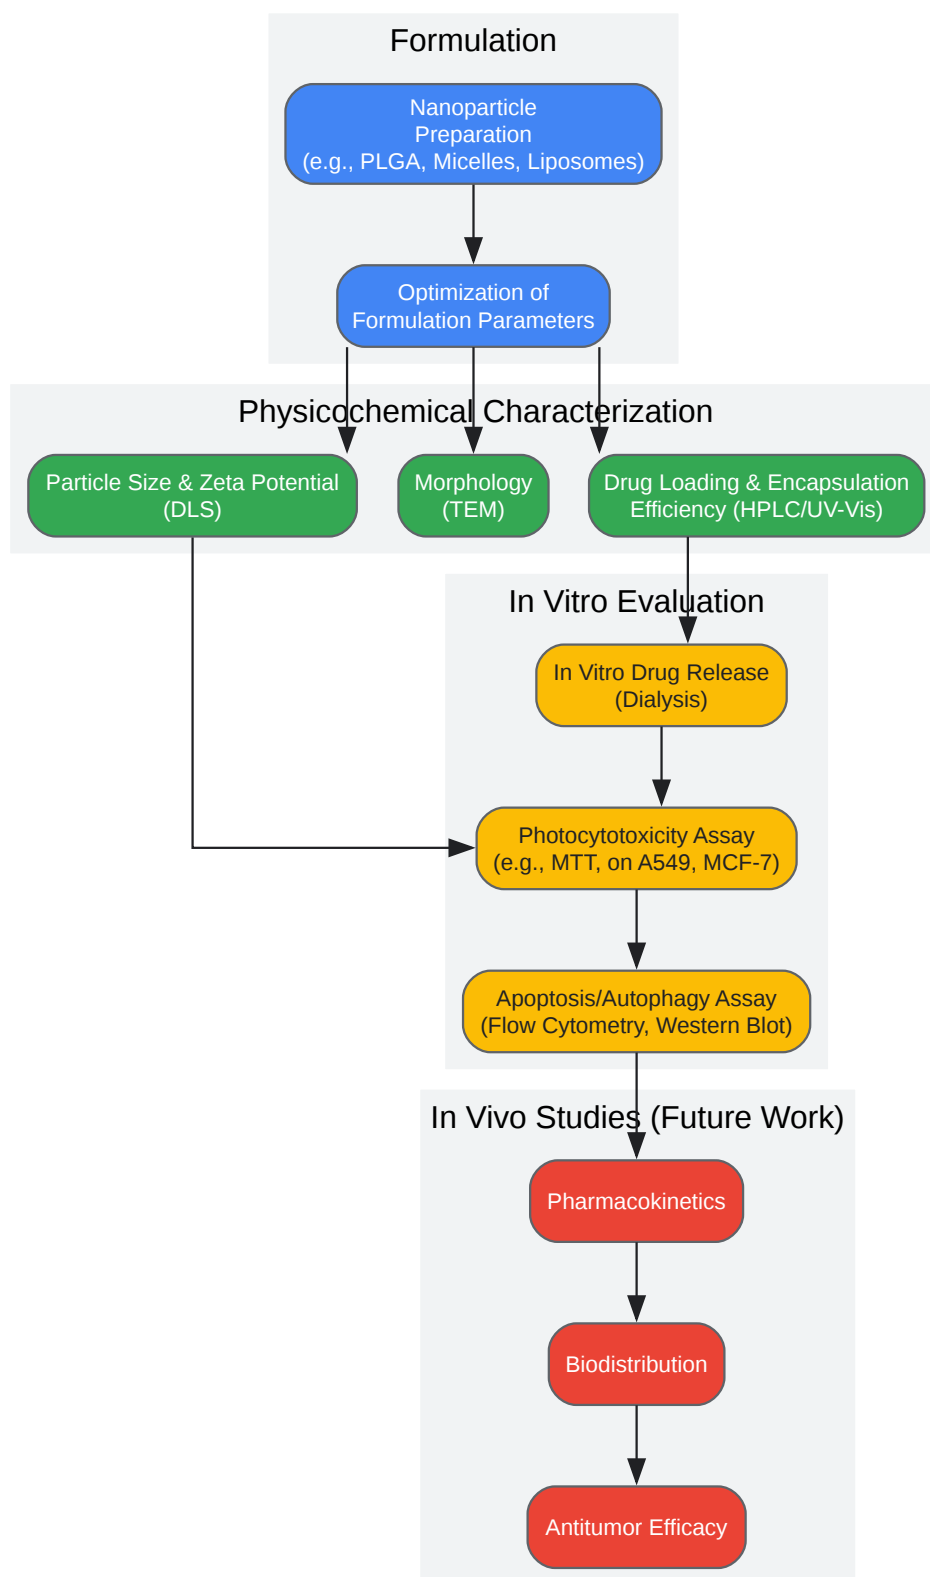 Formulation
Nanoparticle
Preparation
(e.g., PLGA, Micelles, Liposomes)
Optimization of
Formulation Parameters
Physicochemical Characterization
Particle Size & Zeta Potential
(DLS)
Morphology
(TEM)
Drug Loading & Encapsulation
Efficiency (HPLC/UV-Vis)
In Vitro Evaluation
In Vitro Drug Release
(Dialysis)
Photocytotoxicity Assay
(e.g., MTT, on A549, MCF-7)
Apoptosis/Autophagy Assay
(Flow Cytometry, Western Blot)
In Vivo Studies (Future Work)
Pharmacokinetics
Biodistribution
Antitumor Efficacy